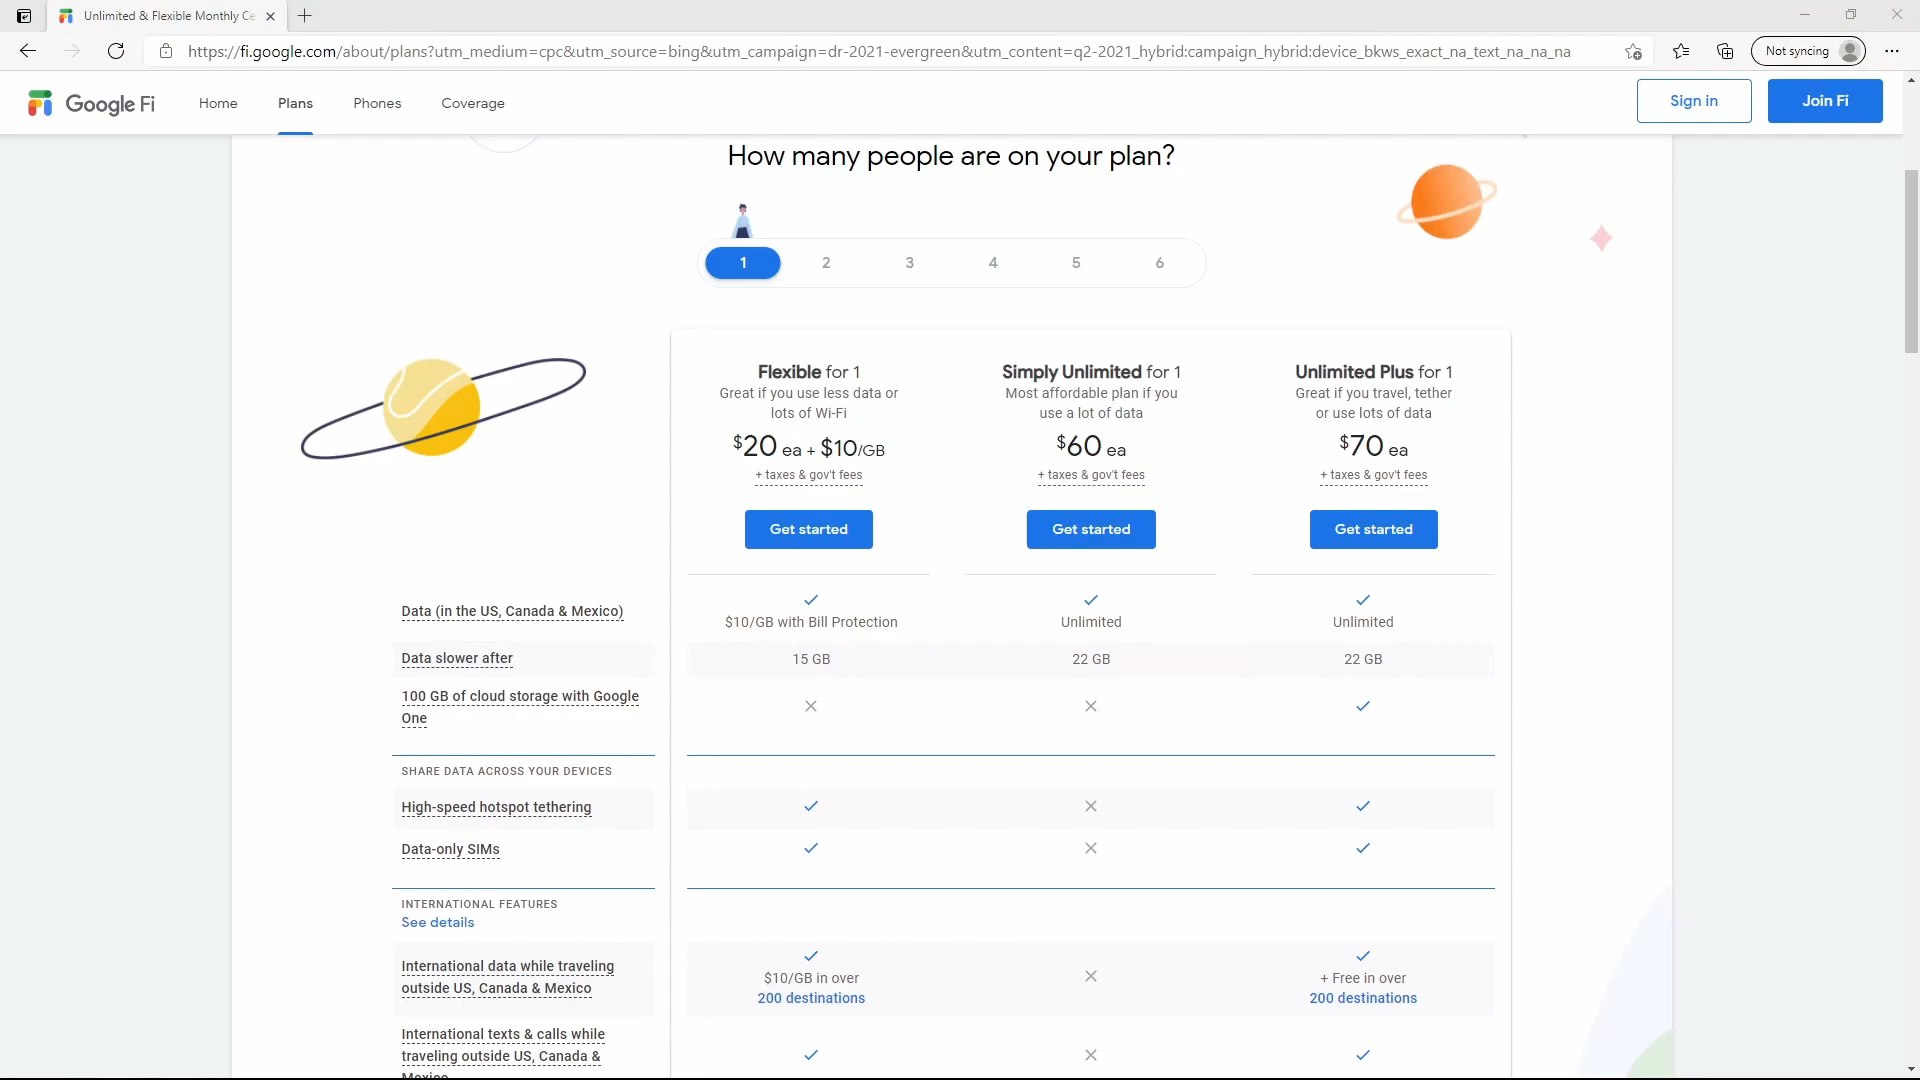 Unlimited & Flexible Monthly Ce
https://fi.google.com/about/plans?utm_medium=cpc&utm_source=bing&utm_campaign=dr-2021-evergreen&utm_content=q2-2021_hybrid:campaign_hybrid:device_bkws_exact_na_text_na_na_na
Not syncing
Google Fi
Home
Plans
Phones
Coverage
Sign in
Join Fi
How many people are on your plan?
1 2 3 4 5 6
Flexible for 1
Great if you use less data or
lots of Wi-Fi
$20 ea + $10/GB
+ taxes & gov't fees
Get started
Simply Unlimited for 1
Most affordable plan if you
use a lot of data
$60 ea
+ taxes & gov't fees
Get started
Unlimited Plus for 1
Great if you travel, tether
or use lots of data
$70 ea
+ taxes & gov't fees
Get started
Data (in the US, Canada & Mexico)
$10/GB with Bill Protection
Unlimited
Unlimited
Data slower after
15 GB
22 GB
22 GB
100 GB of cloud storage with Google
One
SHARE DATA ACROSS YOUR DEVICES
High-speed hotspot tethering
Data-only SIMs
INTERNATIONAL FEATURES
See details
International data while traveling
outside US, Canada & Mexico
$10/GB in over
200 destinations
+ Free in over
200 destinations
International texts & calls while
traveling outside US, Canada &
Mexico